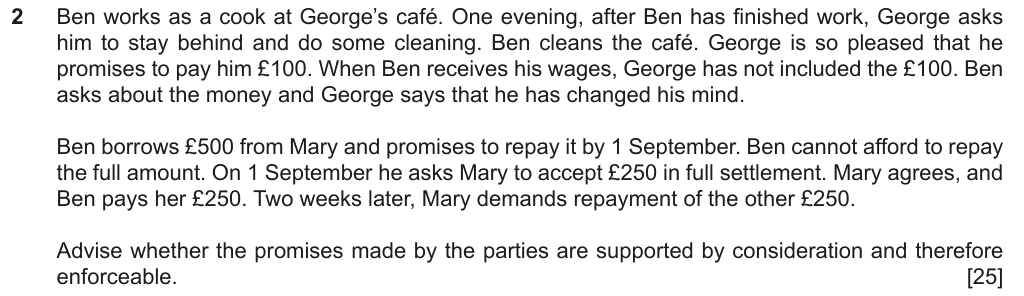 2 Ben works as a cook at George's café. One evening, after Ben has finished work, George asks
him to stay behind and do some cleaning. Ben cleans the café. George is so pleased that he
promises to pay him £100. When Ben receives his wages, George has not included the £100. Ben
asks about the money and George says that he has changed his mind.
Ben borrows £500 from Mary and promises to repay it by 1 September. Ben cannot afford to repay
the full amount. On 1 September he asks Mary to accept £250 in full settlement. Mary agrees, and
Ben pays her £250. Two weeks later, Mary demands repayment of the other £250.
Advise whether the promises made by the parties are supported by consideration and therefore
enforceable. [25]